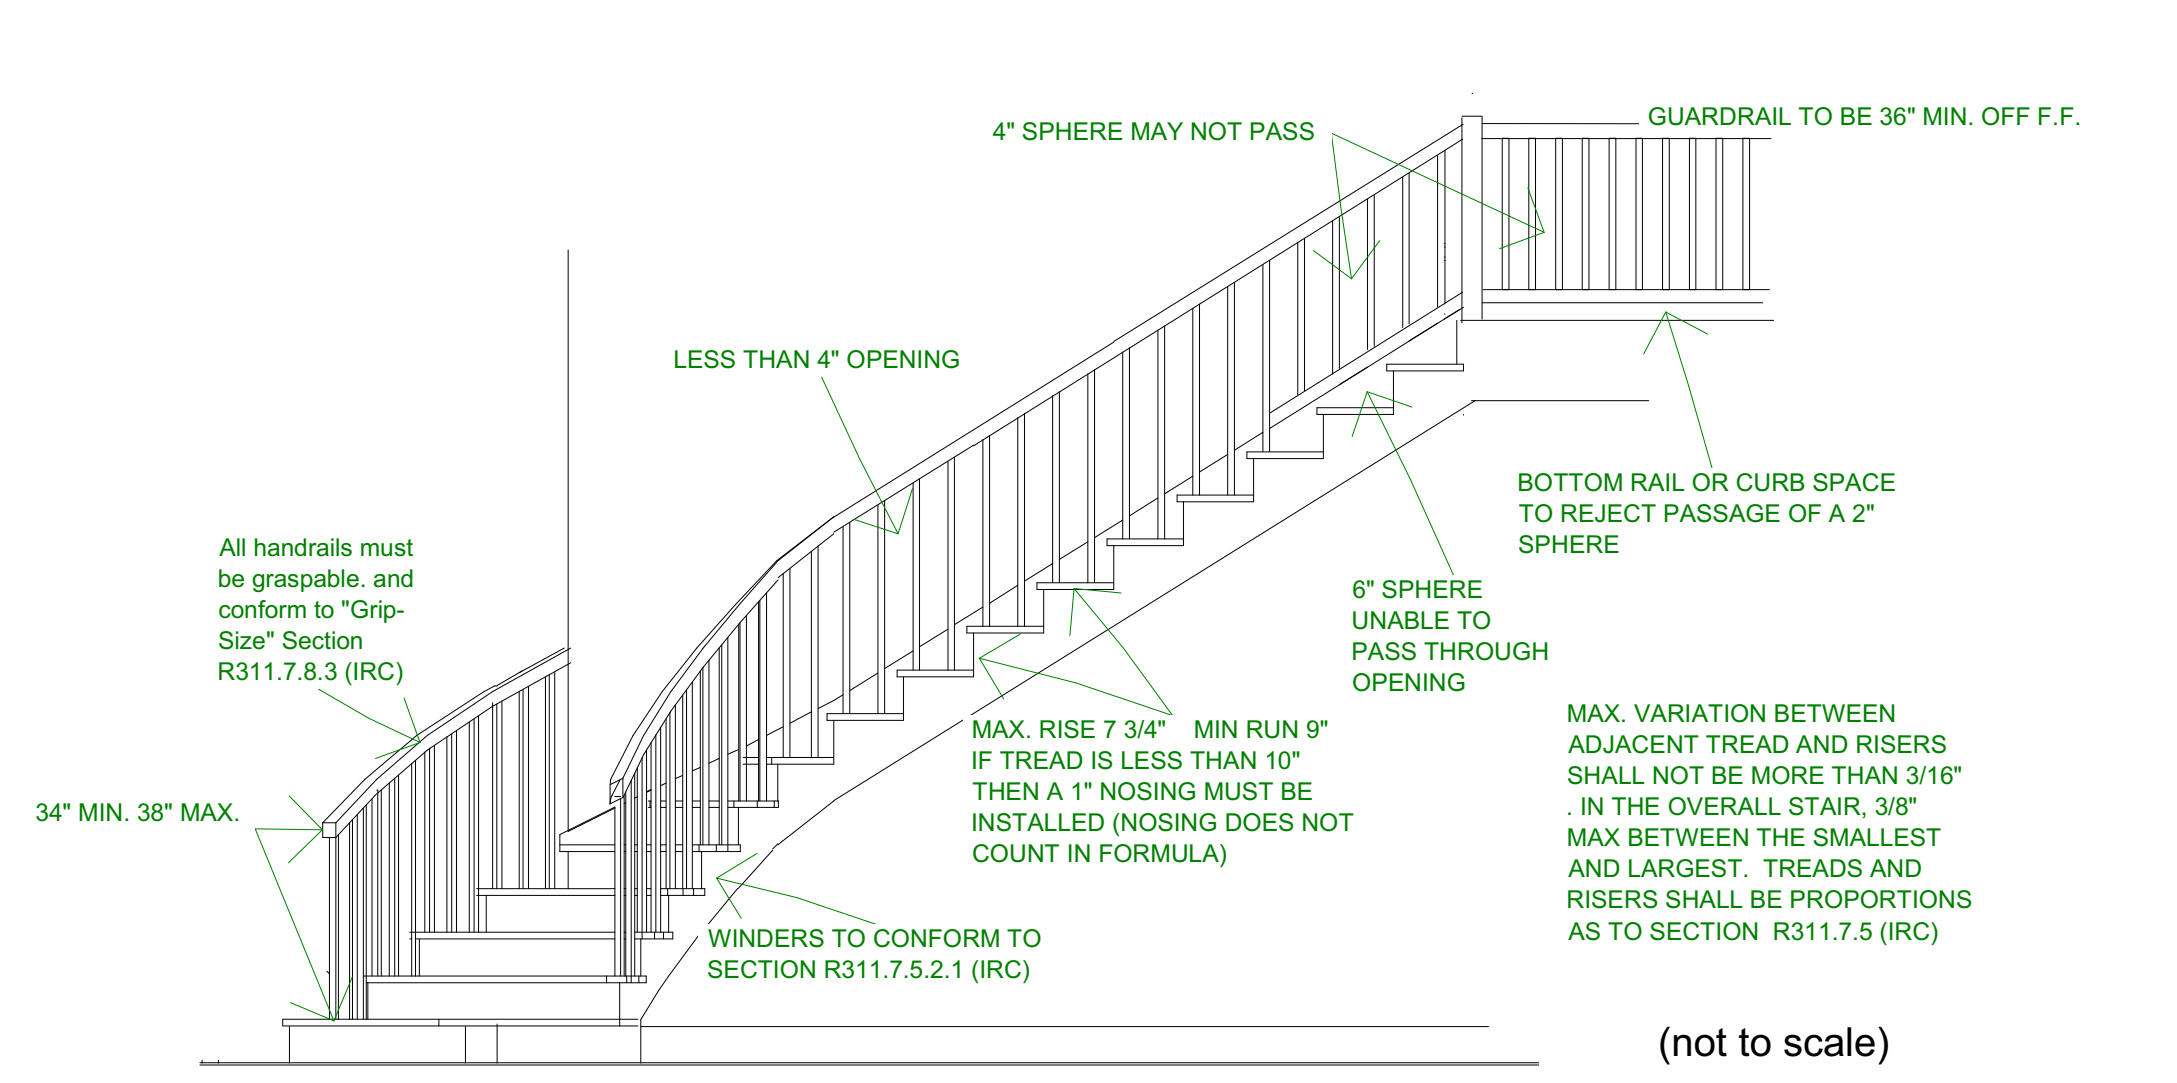 4" SPHERE MAY NOT PASS
GUARDRAIL TO BE 36" MIN. OFF F.F.
LESS THAN 4" OPENING
BOTTOM RAIL OR CURB SPACE
TO REJECT PASSAGE OF A 2"
SPHERE
All handrails must
be graspable. and
conform to "Grip-
Size" Section
R311.7.8.3 (IRC)
6" SPHERE
UNABLE TO
PASS THROUGH
OPENING
34" MIN. 38" MAX.
MAX. RISE 7 3/4" MIN RUN 9"
IF TREAD IS LESS THAN 10"
THEN A 1" NOSING MUST BE
INSTALLED (NOSING DOES NOT
COUNT IN FORMULA)
MAX. VARIATION BETWEEN
ADJACENT TREAD AND RISERS
SHALL NOT BE MORE THAN 3/16"
. IN THE OVERALL STAIR, 3/8"
MAX BETWEEN THE SMALLEST
AND LARGEST. TREADS AND
RISERS SHALL BE PROPORTIONS
AS TO SECTION R311.7.5 (IRC)
WINDERS TO CONFORM TO
SECTION R311.7.5.2.1 (IRC)
(not to scale)